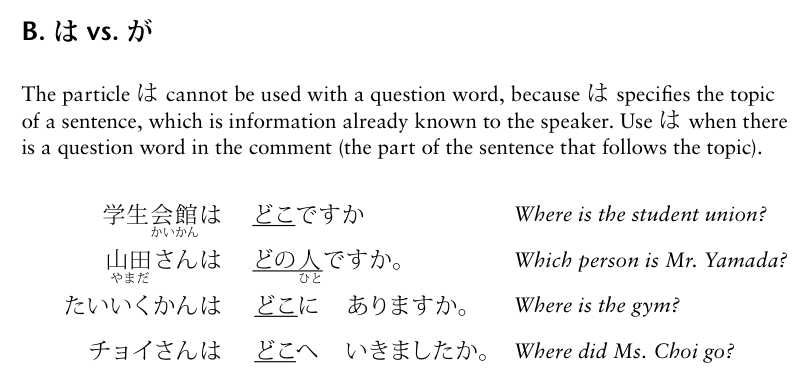 B. は vs. が
The particle は cannot be used with a question word, because は specifies the topic
of a sentence, which is information already known to the speaker. Use は when there
is a question word in the comment (the part of the sentence that follows the topic).
学生会館は どこですか Where is the student union?
かいかん
山田さんは どの人ですか。 Which person is Mr. Yamada?
やまだ ひと
たいいくかんは どこに ありますか。 Where is the gym?
チョイさんは どこへ いきましたか。 Where did Ms. Choi go?